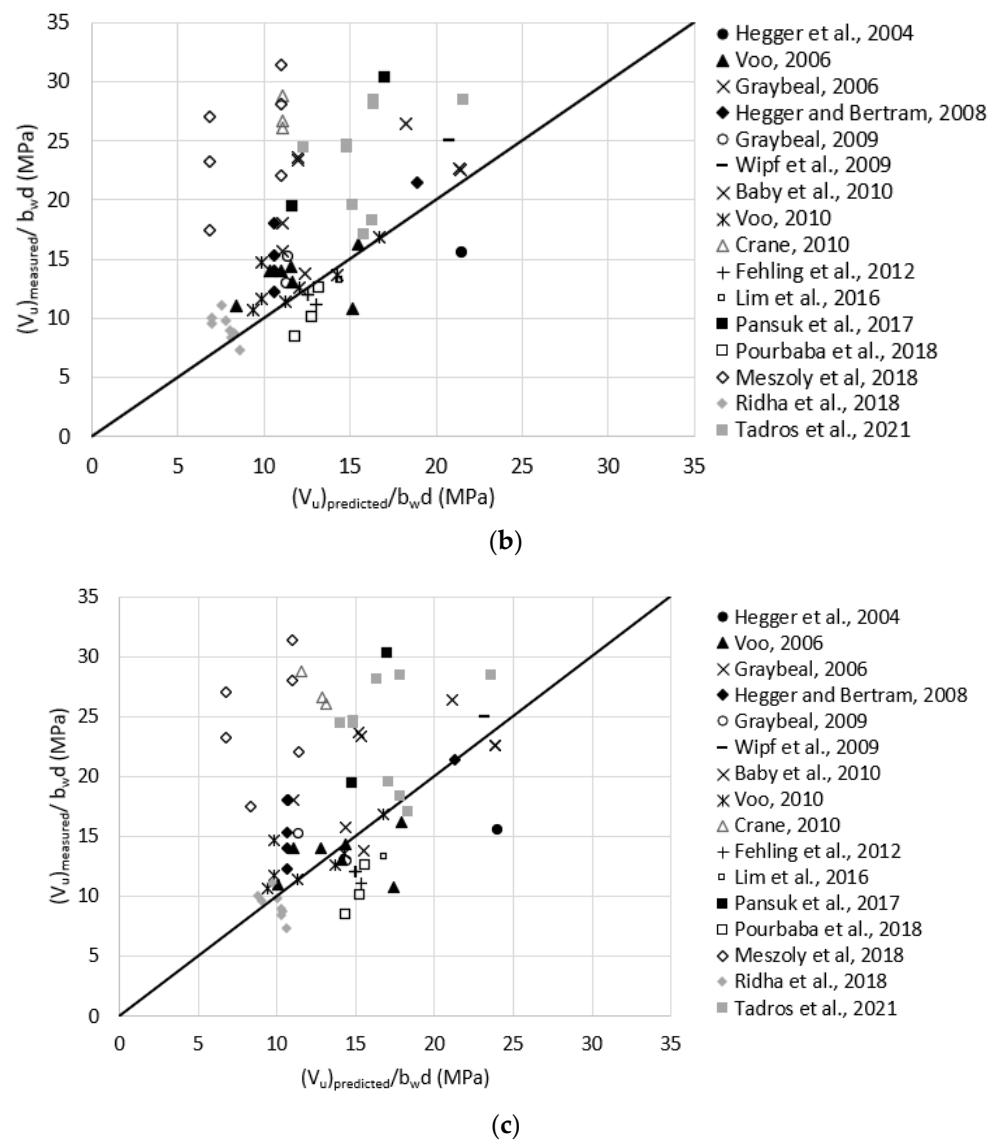 35
30
25
20
15
10
5
0
(Vᵤ)measured/ b_wd (MPa)
0 5 10 15 20 25 30 35
(Vᵤ)predicted/b_wd (MPa)
Hegger et al., 2004
Voo, 2006
Graybeal, 2006
Hegger and Bertram, 2008
Graybeal, 2009
Wipf et al., 2009
Baby et al., 2010
Voo, 2010
Crane, 2010
Fehling et al., 2012
Lim et al., 2016
Pansuk et al., 2017
Pourbaba et al., 2018
Meszoly et al, 2018
Ridha et al., 2018
Tadros et al., 2021
(b)
35
30
25
20
15
10
5
0
(Vᵤ)measured/ b_wd (MPa)
0 5 10 15 20 25 30 35
(Vᵤ)predicted/b_wd (MPa)
Hegger et al., 2004
Voo, 2006
Graybeal, 2006
Hegger and Bertram, 2008
Graybeal, 2009
Wipf et al., 2009
Baby et al., 2010
Voo, 2010
Crane, 2010
Fehling et al., 2012
Lim et al., 2016
Pansuk et al., 2017
Pourbaba et al., 2018
Meszoly et al, 2018
Ridha et al., 2018
Tadros et al., 2021
(c)